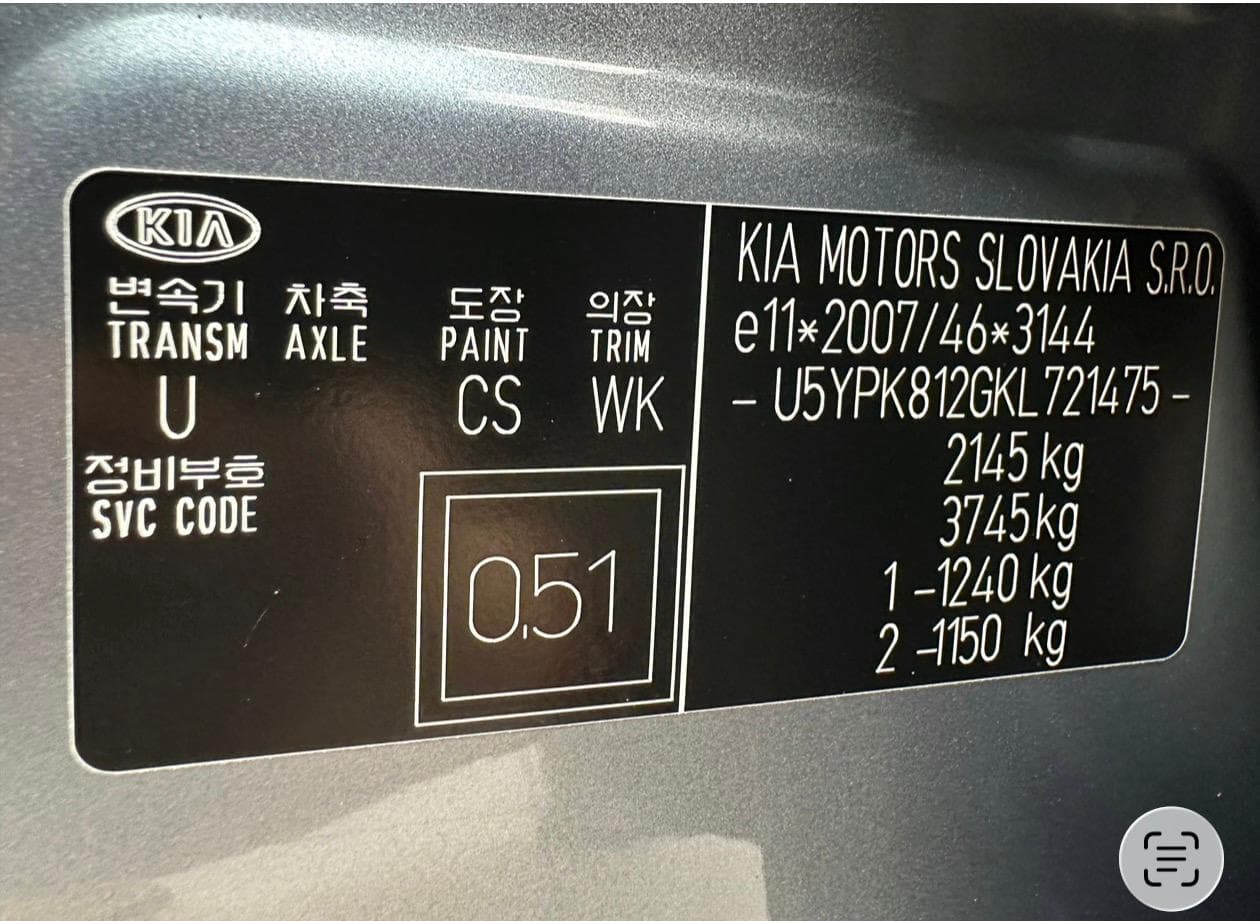 KIA
변속기 차축 도장 의장
TRANSM AXLE PAINT TRIM
U CS WK
정비부호
SVC CODE
0.51
KIA MOTORS SLOVAKIA S.R.O.
e11*2007/46*3144
- U5YPK812GKL721475 -
2145 kg
3745 kg
1 -1240 kg
2 -1150 kg